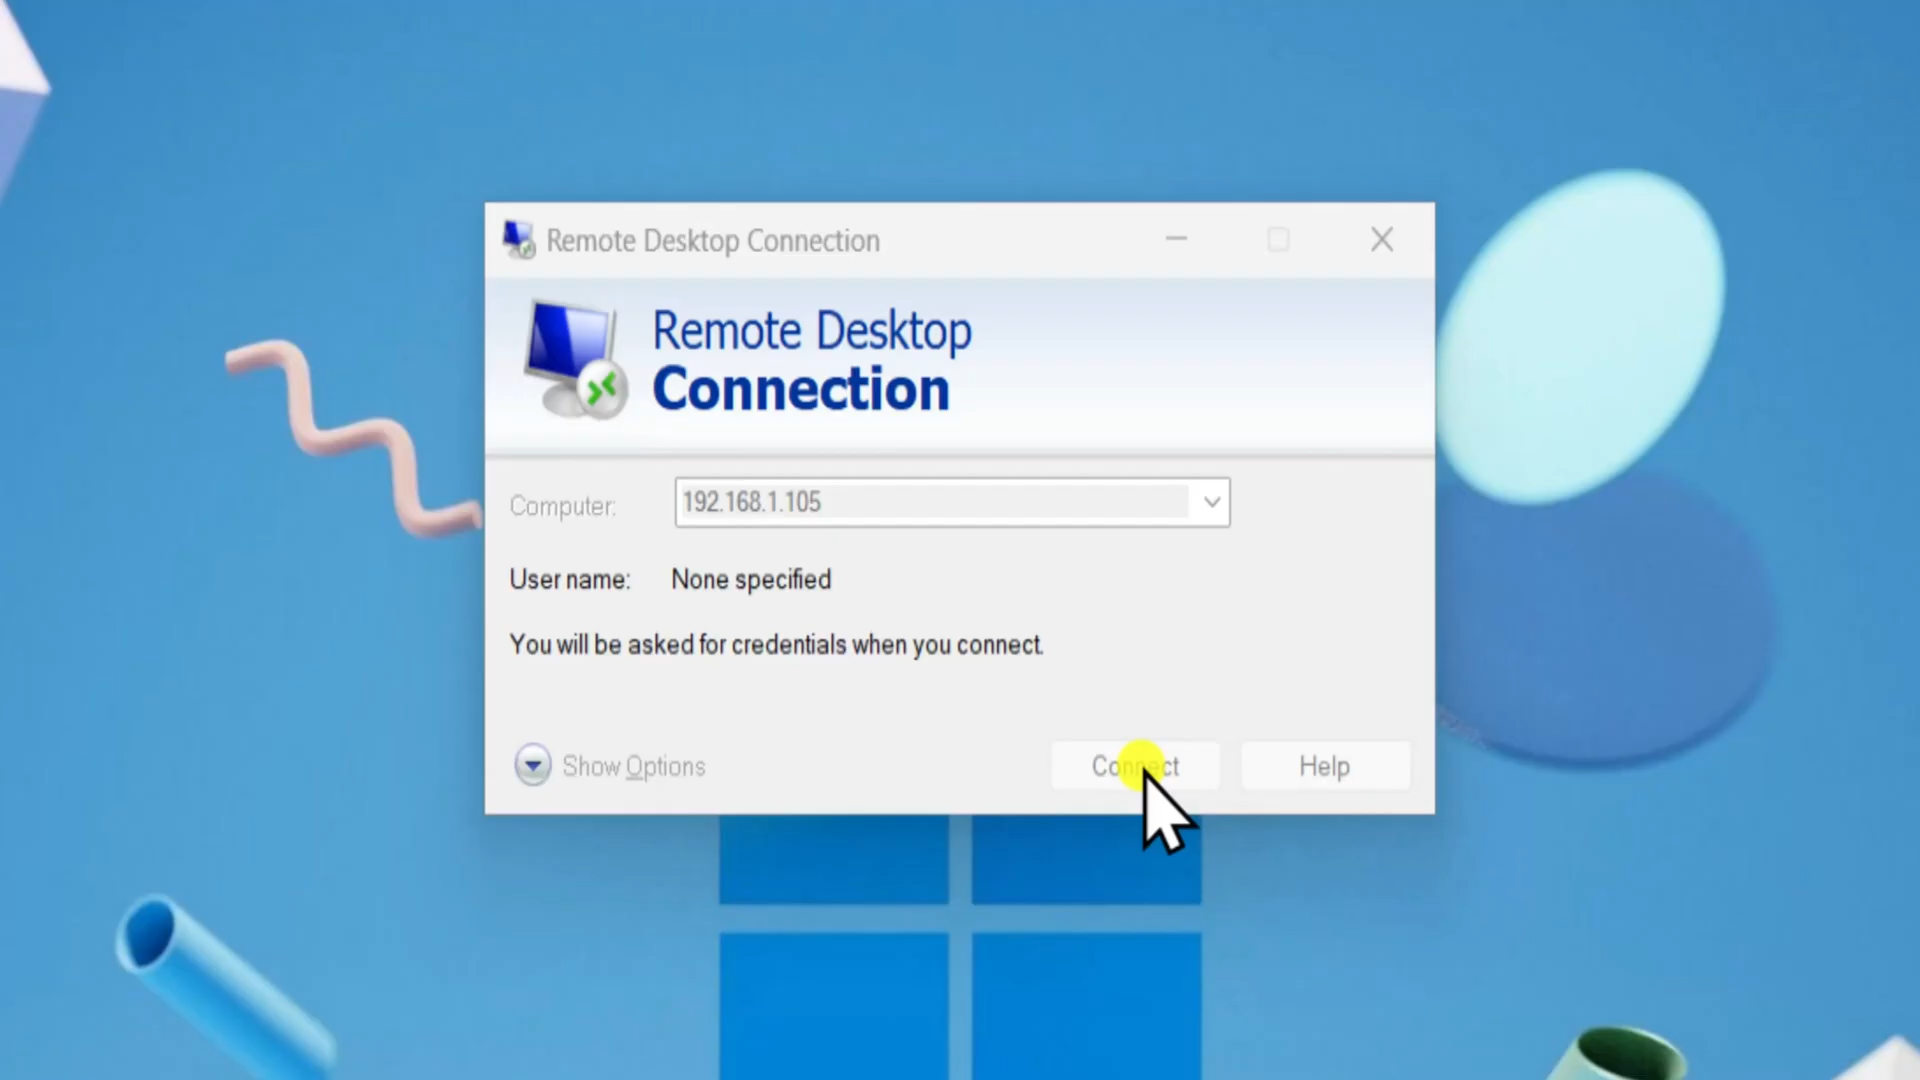 Remote Desktop Connection
Remote Desktop
Connection
Computer:
192.168.1.105
User name: None specified
You will be asked for credentials when you connect.
Show Options
Connect
Help